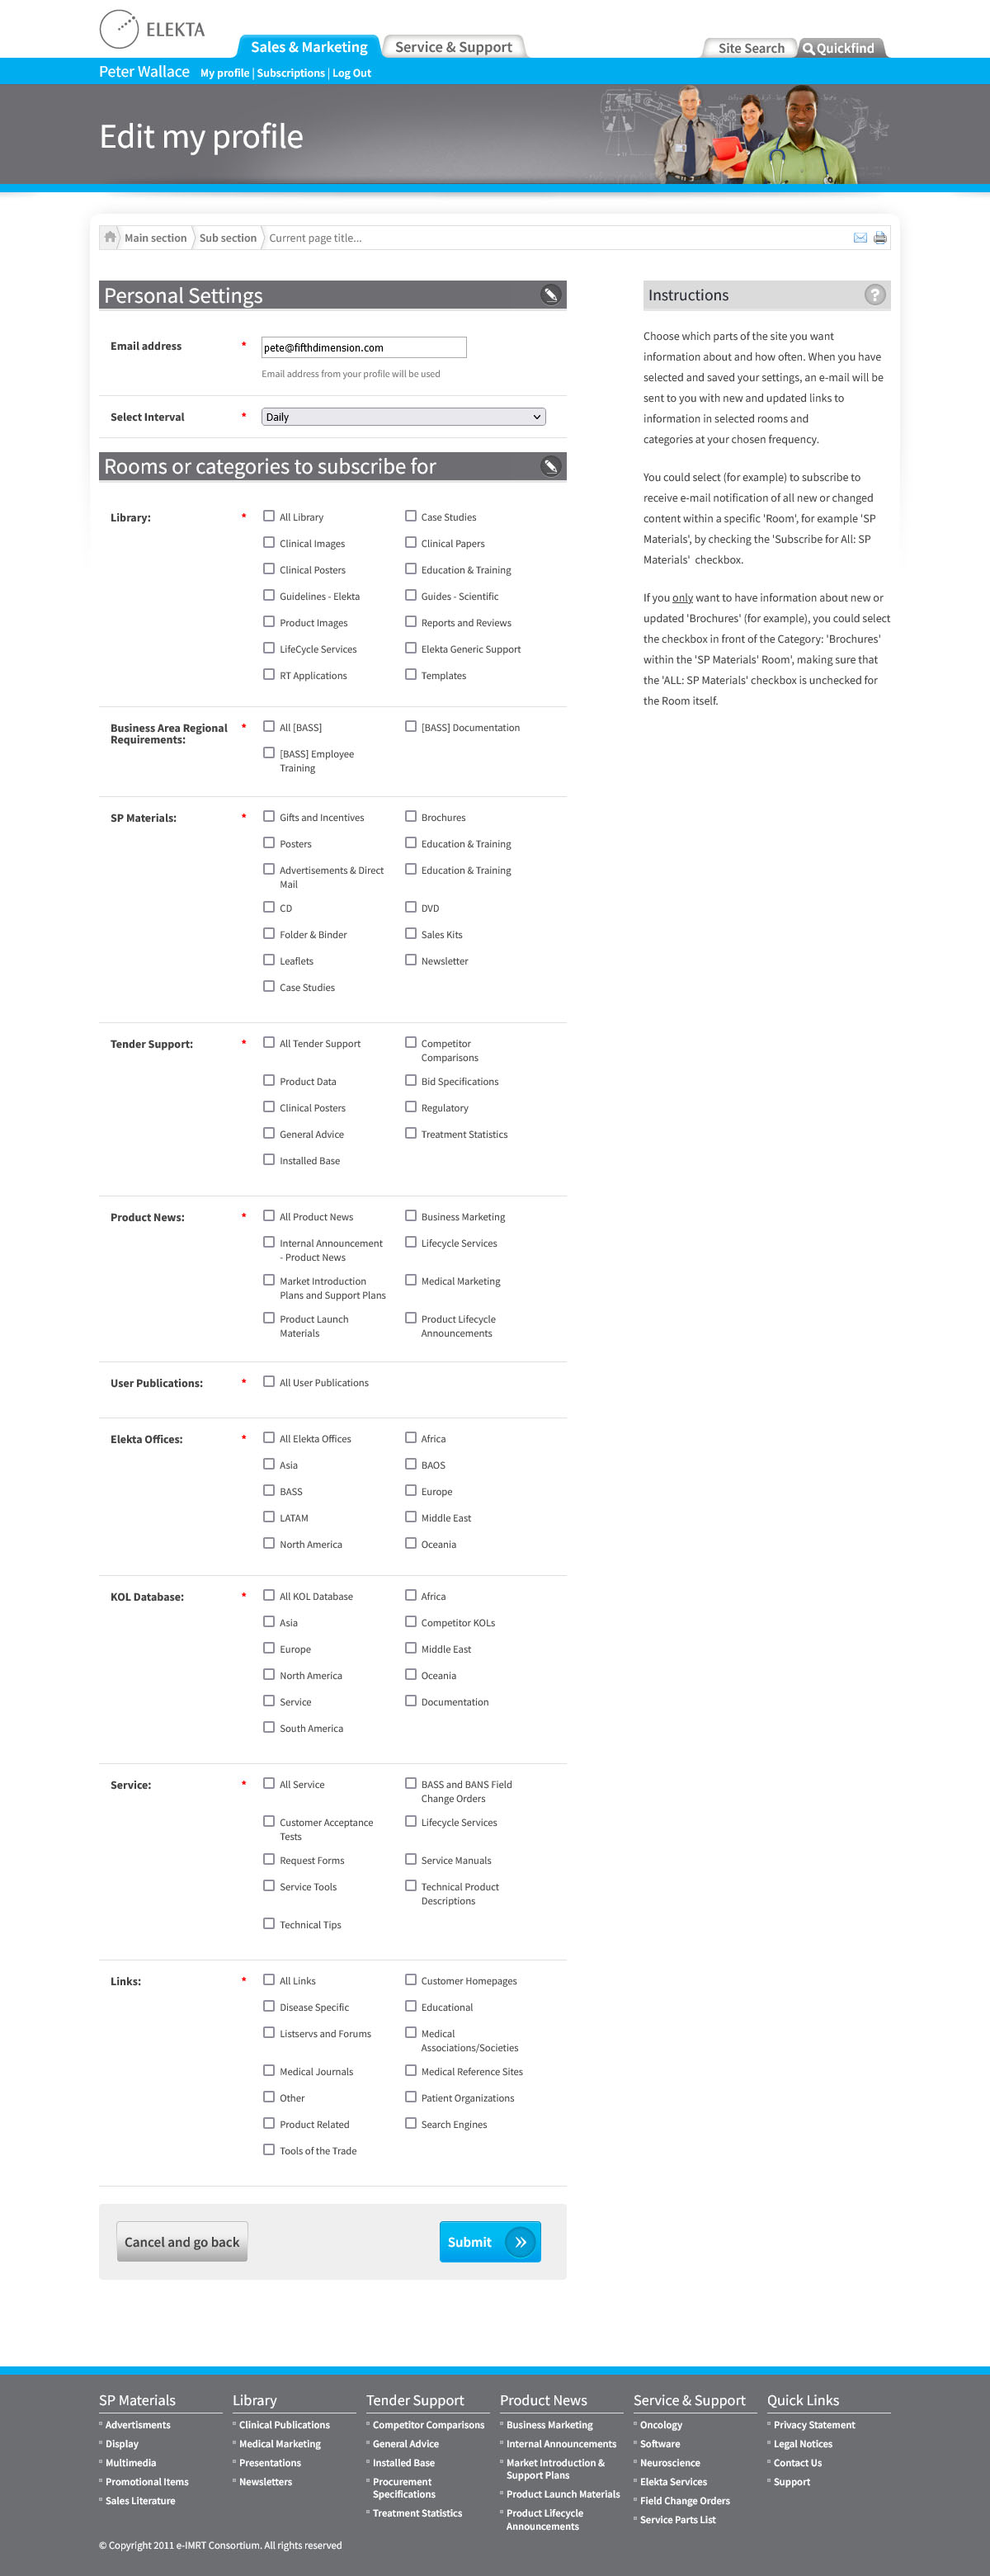 ELEKTA
Sales & Marketing
Service & Support
Site Search
Quickfind
Peter Wallace My profile | Subscriptions | Log Out
Edit my profile
Main section Sub section Current page title...
Personal Settings
Email address * pete@fifthdimension.com
Email address from your profile will be used
Select Interval * Daily
Rooms or categories to subscribe for
Library: * All Library Case Studies
Clinical Images Clinical Papers
Clinical Posters Education & Training
Guidelines - Elekta Guides - Scientific
Product Images Reports and Reviews
LifeCycle Services Elekta Generic Support
RT Applications Templates
Business Area Regional
Requirements: * All [BASS] [BASS] Documentation
[BASS] Employee
Training
SP Materials: * Gifts and Incentives Brochures
Posters Education & Training
Advertisements & Direct
Mail Education & Training
CD DVD
Folder & Binder Sales Kits
Leaflets Newsletter
Case Studies
Tender Support: * All Tender Support Competitor
Comparisons
Product Data Bid Specifications
Clinical Posters Regulatory
General Advice Treatment Statistics
Installed Base
Product News: * All Product News Business Marketing
Internal Announcement
- Product News Lifecycle Services
Market Introduction
Plans and Support Plans Medical Marketing
Product Launch
Materials Product Lifecycle
Announcements
User Publications: * All User Publications
Elekta Offices: * All Elekta Offices Africa
Asia BAOS
BASS Europe
LATAM Middle East
North America Oceania
KOL Database: * All KOL Database Africa
Asia Competitor KOLs
Europe Middle East
North America Oceania
Service Documentation
South America
Service: * All Service BASS and BANS Field
Change Orders
Customer Acceptance
Tests Lifecycle Services
Request Forms Service Manuals
Service Tools Technical Product
Descriptions
Technical Tips
Links: * All Links Customer Homepages
Disease Specific Educational
Listservs and Forums Medical
Associations/Societies
Medical Journals Medical Reference Sites
Other Patient Organizations
Product Related Search Engines
Tools of the Trade
Cancel and go back
Submit
Instructions
?
Choose which parts of the site you want
information about and how often. When you have
selected and saved your settings, an e-mail will be
sent to you with new and updated links to
information in selected rooms and
categories at your chosen frequency.
You could select (for example) to subscribe to
receive e-mail notification of all new or changed
content within a specific 'Room', for example 'SP
Materials', by checking the 'Subscribe for All: SP
Materials' checkbox.
If you only want to have information about new or
updated 'Brochures' (for example), you could select
the checkbox in front of the Category: 'Brochures'
within the 'SP Materials' Room', making sure that
the 'ALL: SP Materials' checkbox is unchecked for
the Room itself.
SP Materials
Advertisments
Display
Multimedia
Promotional Items
Sales Literature
Library
Clinical Publications
Medical Marketing
Presentations
Newsletters
Tender Support
Competitor Comparisons
General Advice
Installed Base
Procurement
Specifications
Treatment Statistics
Product News
Business Marketing
Internal Announcements
Market Introduction &
Support Plans
Product Launch Materials
Product Lifecycle
Announcements
Service & Support
Oncology
Software
Neuroscience
Elekta Services
Field Change Orders
Service Parts List
Quick Links
Privacy Statement
Legal Notices
Contact Us
Support
© Copyright 2011 e-IMRT Consortium. All rights reserved